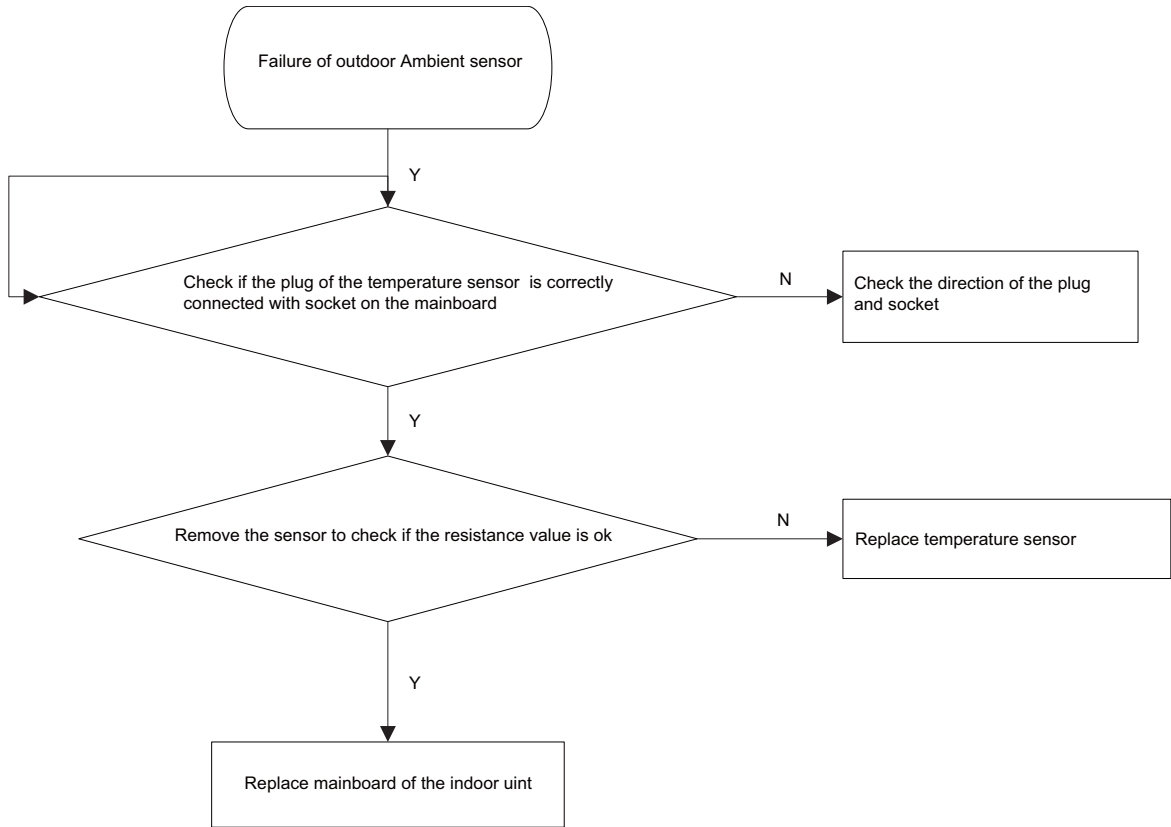 Failure of outdoor Ambient sensor
Y
Check if the plug of the temperature sensor is correctly
connected with socket on the mainboard
N
Check the direction of the plug
and socket
Y
Remove the sensor to check if the resistance value is ok
N
Replace temperature sensor
Y
Replace mainboard of the indoor uint